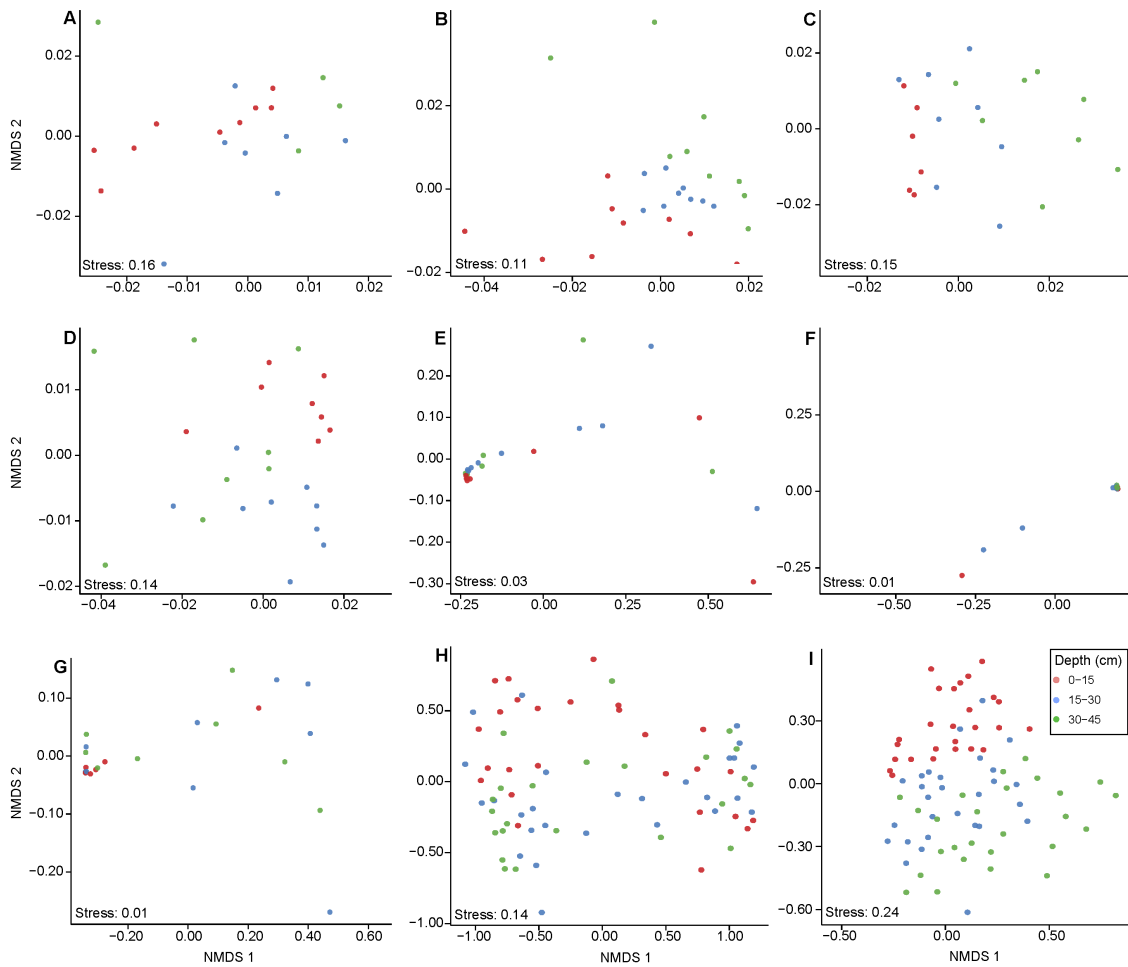 A
0.02
0.00
−0.02
NMDS 2
Stress: 0.16
−0.02 −0.01 0.00 0.01 0.02
B
0.02
0.00
−0.02
Stress: 0.11
−0.04 −0.02 0.00 0.02
C
0.02
0.00
−0.02
Stress: 0.15
−0.02 0.00 0.02
D
0.01
0.00
−0.01
−0.02
NMDS 2
Stress: 0.14
−0.04 −0.02 0.00 0.02
E
0.20
0.10
0.00
−0.10
−0.20
−0.30
Stress: 0.03
−0.25 0.00 0.25 0.50
F
0.25
0.00
−0.25
Stress: 0.01
−0.50 −0.25 0.00
G
0.10
0.00
−0.10
−0.20
NMDS 2
Stress: 0.01
−0.20 0.00 0.20 0.40 0.60
NMDS 1
H
0.50
0.00
−0.50
−1.00
Stress: 0.14
−1.00 −0.50 0.00 0.50 1.00
NMDS 1
I
0.30
0.00
−0.30
−0.60
Depth (cm)
0−15
15−30
30−45
Stress: 0.24
−0.50 0.00 0.50
NMDS 1